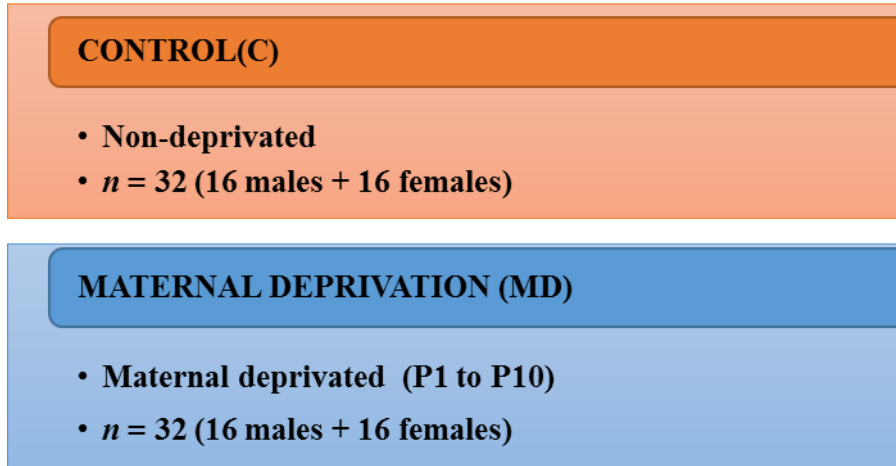 CONTROL(C)
• Non-deprivated
• n = 32 (16 males + 16 females)
MATERNAL DEPRIVATION (MD)
• Maternal deprivated (P1 to P10)
• n = 32 (16 males + 16 females)